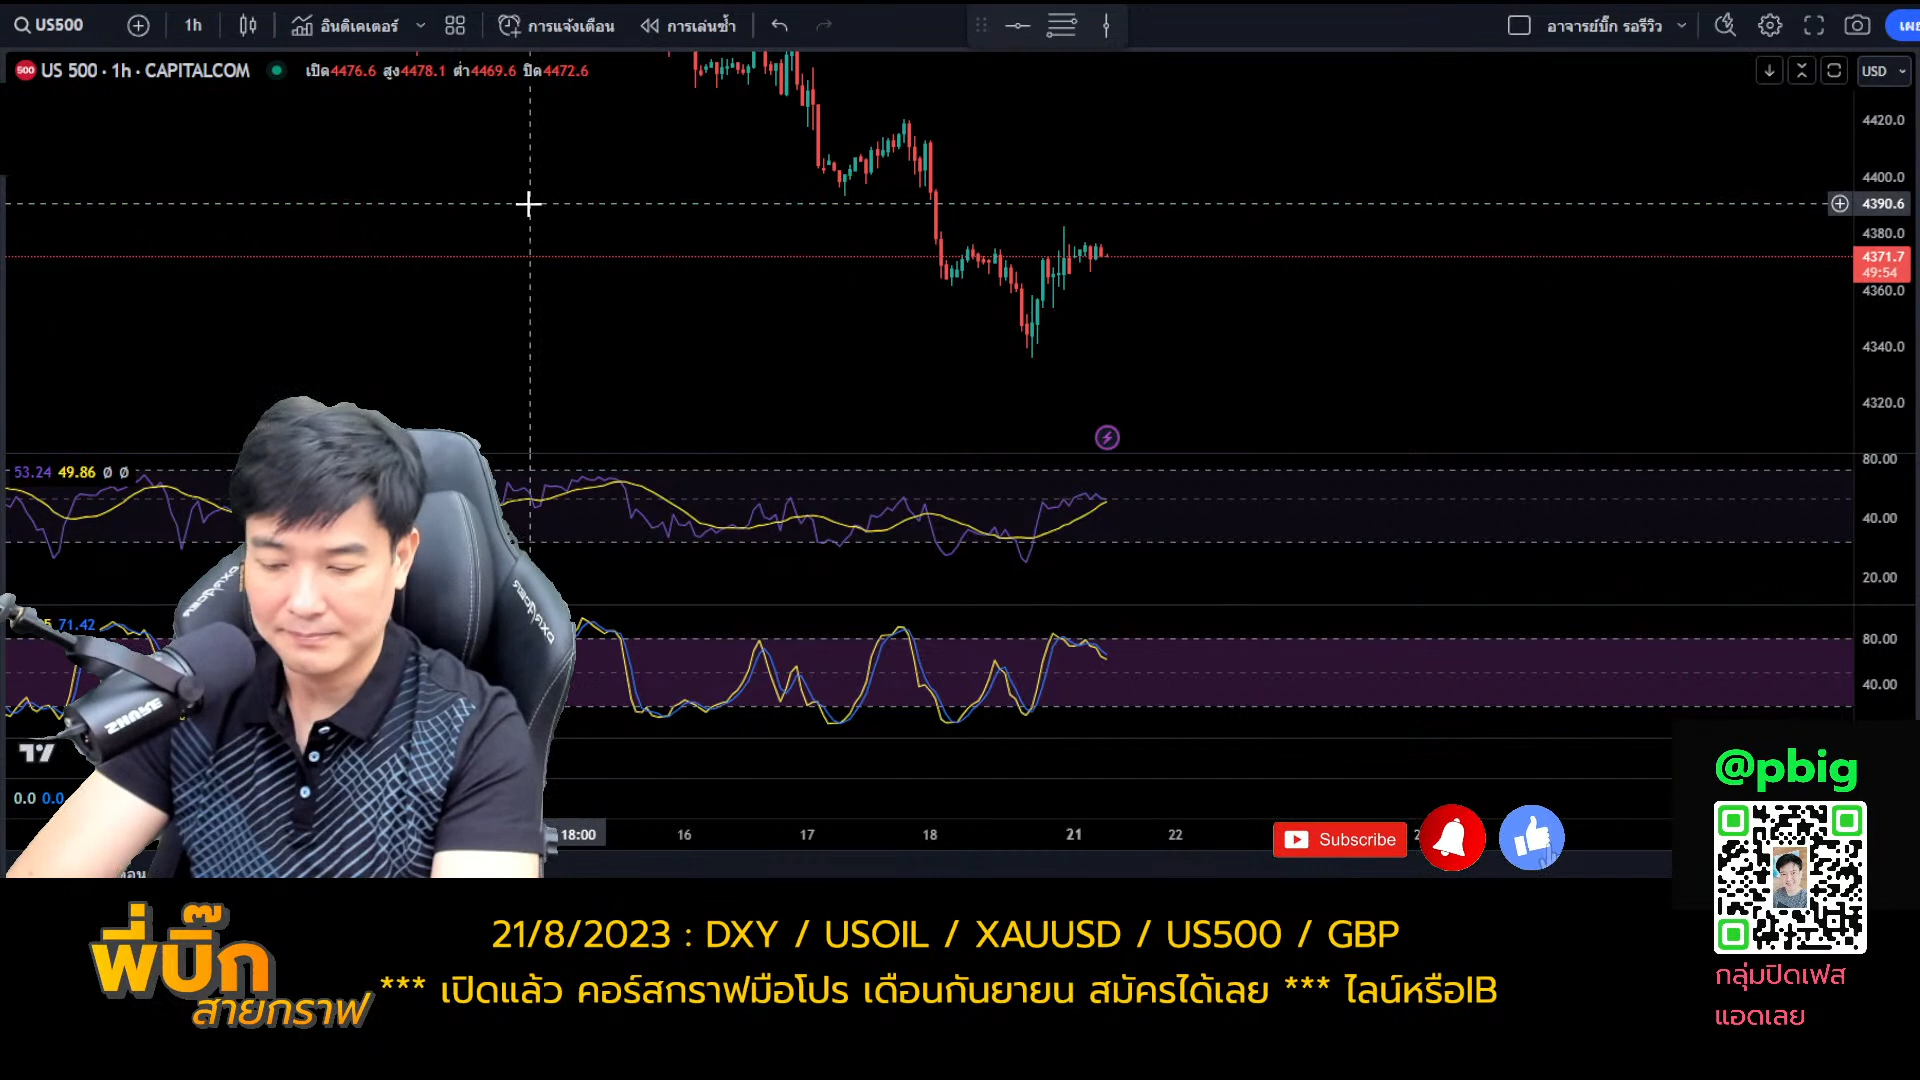 US500
1h
อินดิเคเตอร์
การแจ้งเตือน
การเล่นซ้ำ
อาจารย์บิ๊ก รอรีวิว
500 US 500 · 1h · CAPITALCOM
เปิด4476.6 สูง4478.1 ต่ำ4469.6 ปิด4472.6
USD
4420.0
4400.0
4390.6
4380.0
4371.7
49:54
4360.0
4340.0
4320.0
53.24 49.86 Ø Ø
80.00
40.00
20.00
5 71.42
80.00
40.00
DXRACER
DXRACER
SHURE
0.0 0.0
18:00 16 17 18 21 22
Subscribe
@pbig
พี่บิ๊ก
สายกราฟ
21/8/2023 : DXY / USOIL / XAUUSD / US500 / GBP
*** เปิดแล้ว คอร์สกราฟมือโปร เดือนกันยายน สมัครได้เลย *** ไลน์หรือIB
กลุ่มปิดเฟส
แอดเลย